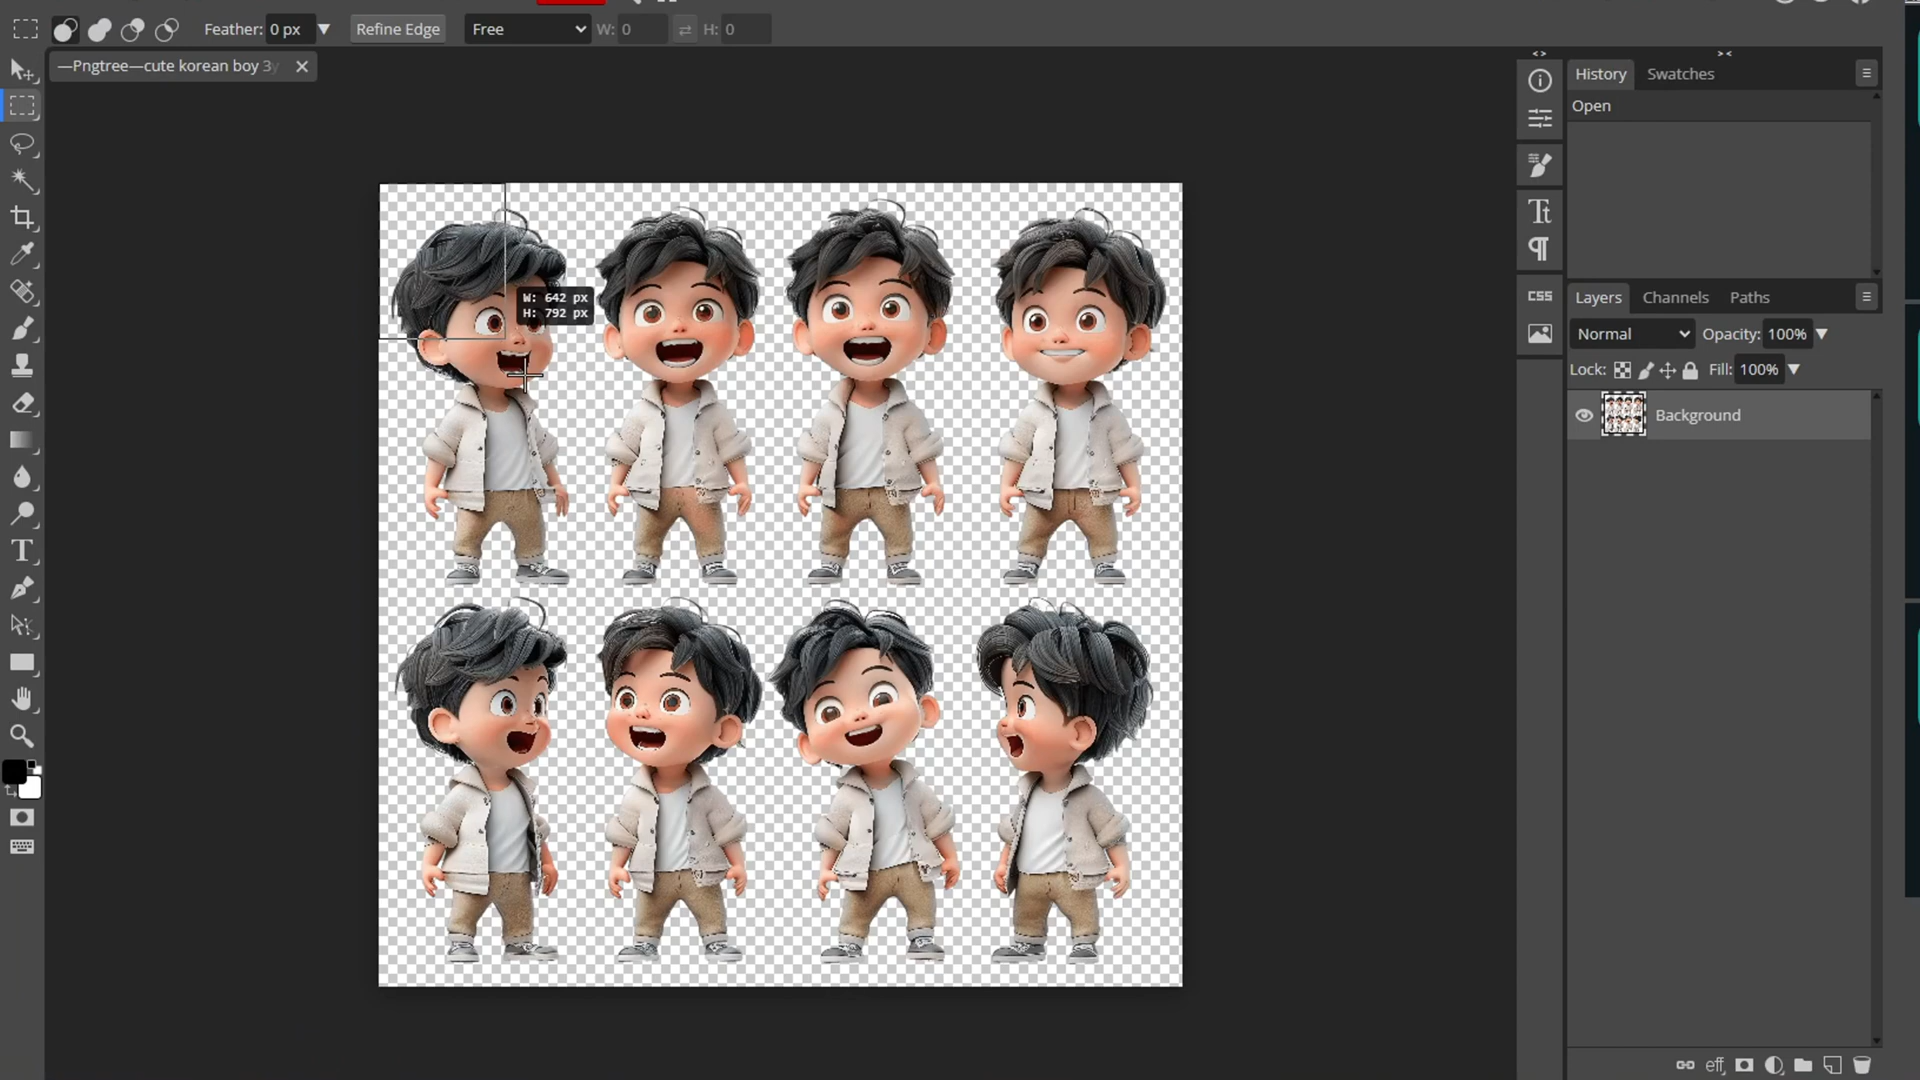 Feather: 0 px Refine Edge Free W: 0 H: 0
—Pngtree—cute korean boy 3
History Swatches
Open
W: 642 px
H: 792 px
Tt
CSS
Layers Channels Paths
Normal Opacity: 100%
Lock: Fill: 100%
Background
T
eff